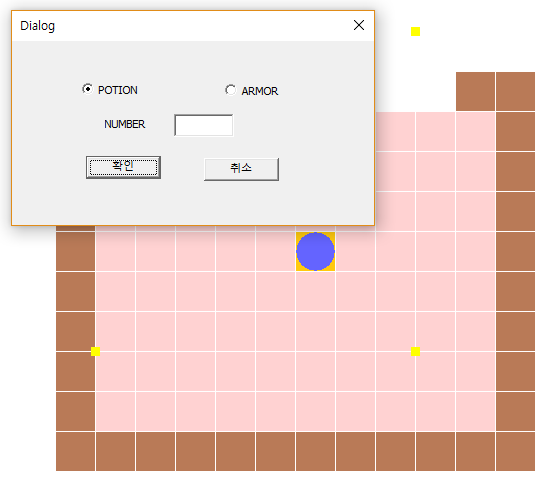 Dialog
POTION ARMOR
NUMBER
확인 취소